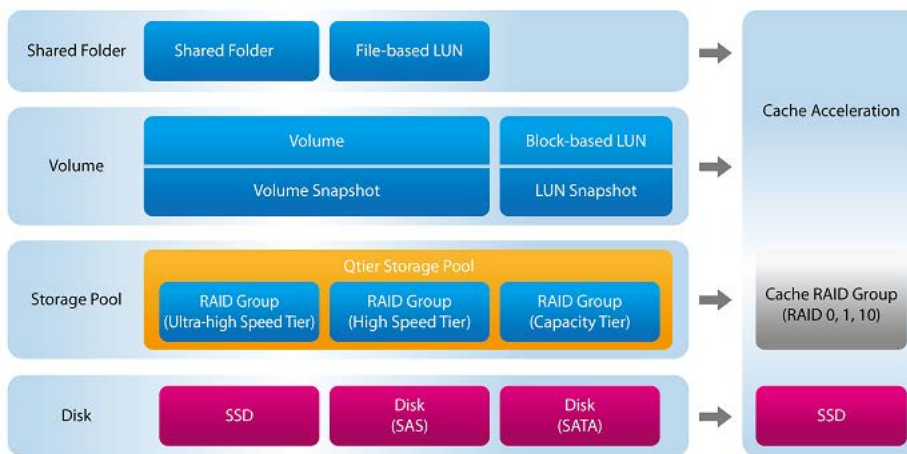 Shared Folder
Shared Folder
File-based LUN
Cache Acceleration
Volume
Volume
Block-based LUN
Volume Snapshot
LUN Snapshot
Storage Pool
Qtier Storage Pool
RAID Group
(Ultra-high Speed Tier)
RAID Group
(High Speed Tier)
RAID Group
(Capacity Tier)
Cache RAID Group
(RAID 0, 1, 10)
Disk
SSD
Disk
(SAS)
Disk
(SATA)
SSD